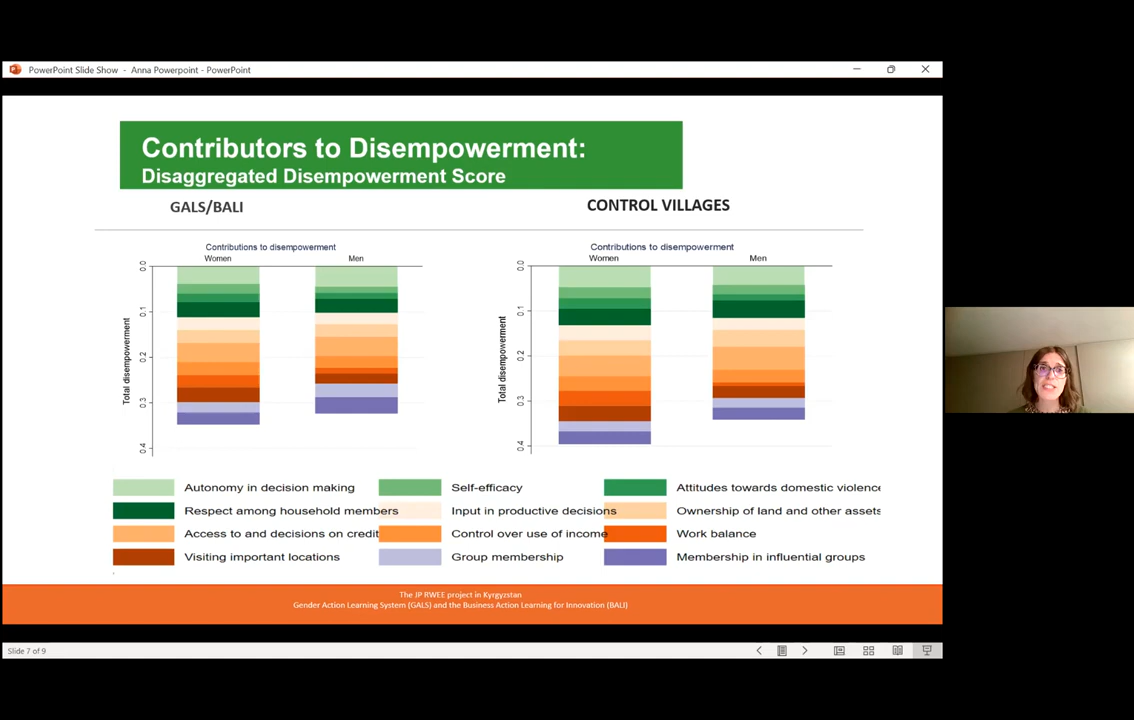 PowerPoint Slide Show - Anna Powerpoint - PowerPoint
Contributors to Disempowerment:
Disaggregated Disempowerment Score
GALS/BALI
CONTROL VILLAGES
Contributions to disempowerment
Women Men
0.0
0.1
0.2
0.3
0.4
Total disempowerment
Contributions to disempowerment
Women Men
0.0
0.1
0.2
0.3
0.4
Total disempowerment
Autonomy in decision making Self-efficacy Attitudes towards domestic violence
Respect among household members Input in productive decisions Ownership of land and other assets
Access to and decisions on credit Control over use of income Work balance
Visiting important locations Group membership Membership in influential groups
The JP RWEE project in Kyrgyzstan
Gender Action Learning System (GALS) and the Business Action Learning for Innovation (BALI)
Slide 7 of 9